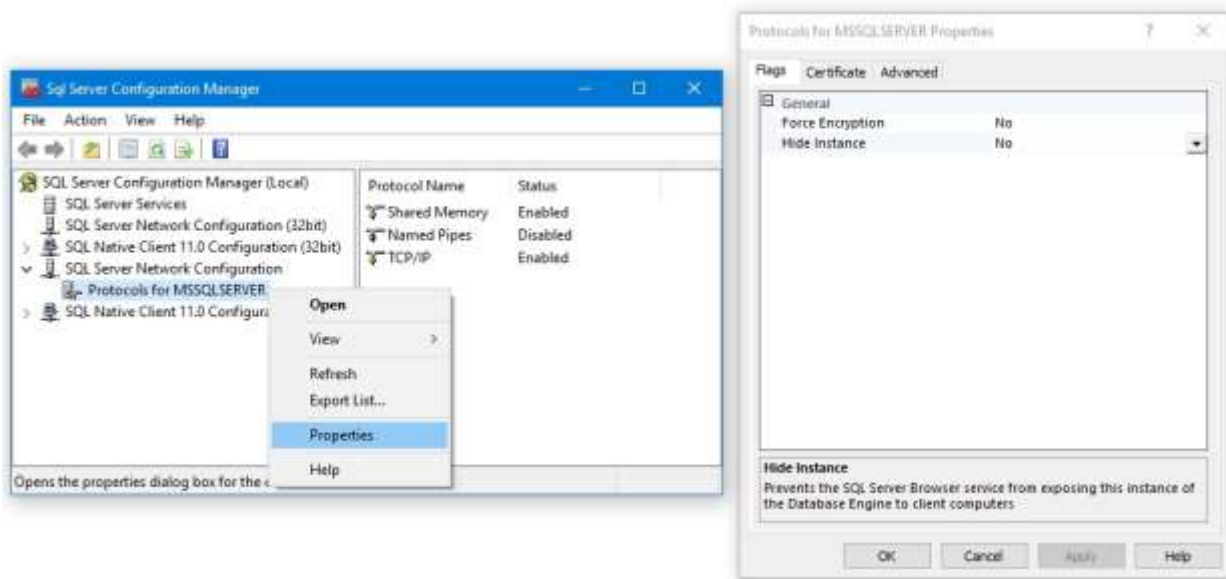 Sql Server Configuration Manager
File Action View Help
SQL Server Configuration Manager (Local)
SQL Server Services
SQL Server Network Configuration (32bit)
SQL Native Client 11.0 Configuration (32bit)
SQL Server Network Configuration
Protocols for MSSQLSERVER
SQL Native Client 11.0 Configura
Protocol Name Status
Shared Memory Enabled
Named Pipes Disabled
TCP/IP Enabled
Open
View
Refresh
Export List...
Properties
Help
Opens the properties dialog box for the
Protocols for MSSQLSERVER Properties
Flags Certificate Advanced
General
Force Encryption No
Hide Instance No
Hide Instance
Prevents the SQL Server Browser service from exposing this instance of
the Database Engine to client computers
OK Cancel Apply Help